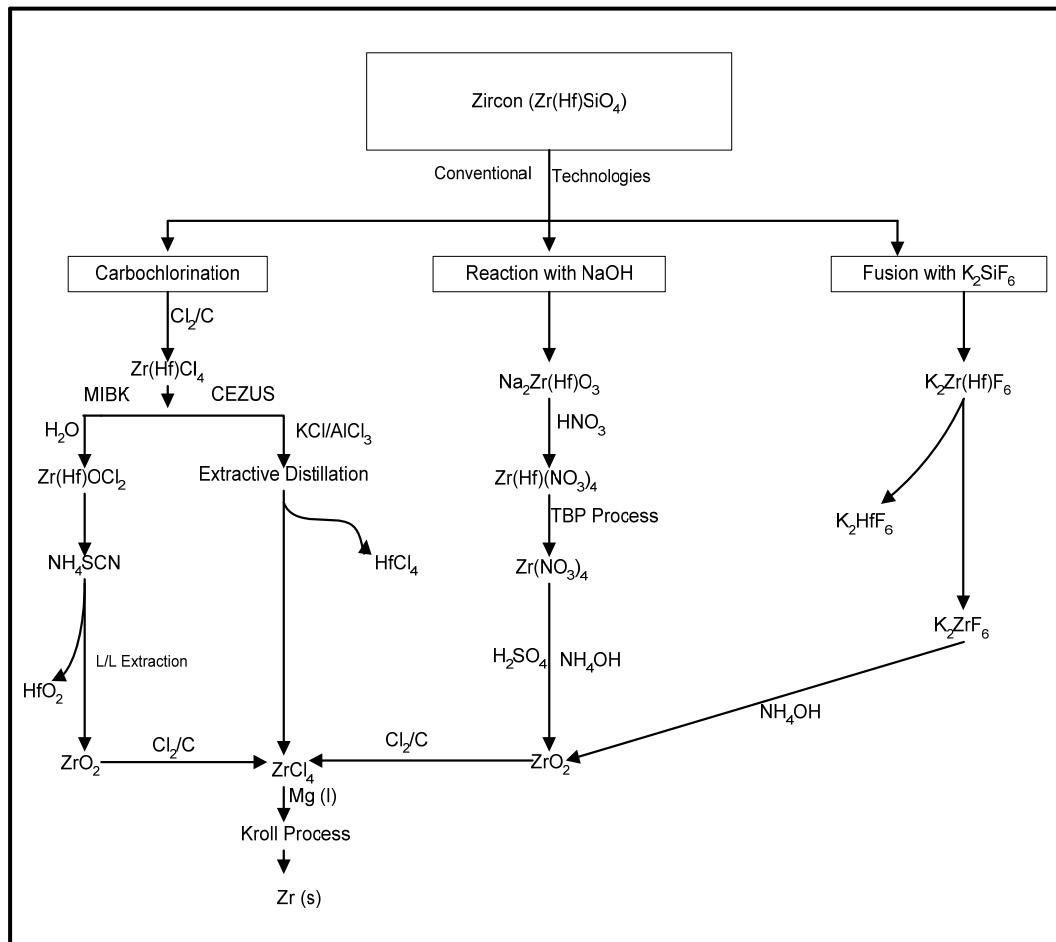 Zircon (Zr(Hf)SiO₄)
Conventional Technologies
Carbochlorination
Reaction with NaOH
Fusion with K₂SiF₆
Cl₂/C
Zr(Hf)Cl₄
MIBK
CEZUS
H₂O
KCl/AlCl₃
Zr(Hf)OCl₂
Extractive Distillation
NH₄SCN
HfCl₄
L/L Extraction
HfO₂
ZrO₂
Cl₂/C
ZrCl₄
Mg (l)
Kroll Process
Zr (s)
Na₂Zr(Hf)O₃
HNO₃
Zr(Hf)(NO₃)₄
TBP Process
Zr(NO₃)₄
H₂SO₄
NH₄OH
Cl₂/C
ZrO₂
K₂Zr(Hf)F₆
K₂HfF₆
K₂ZrF₆
NH₄OH